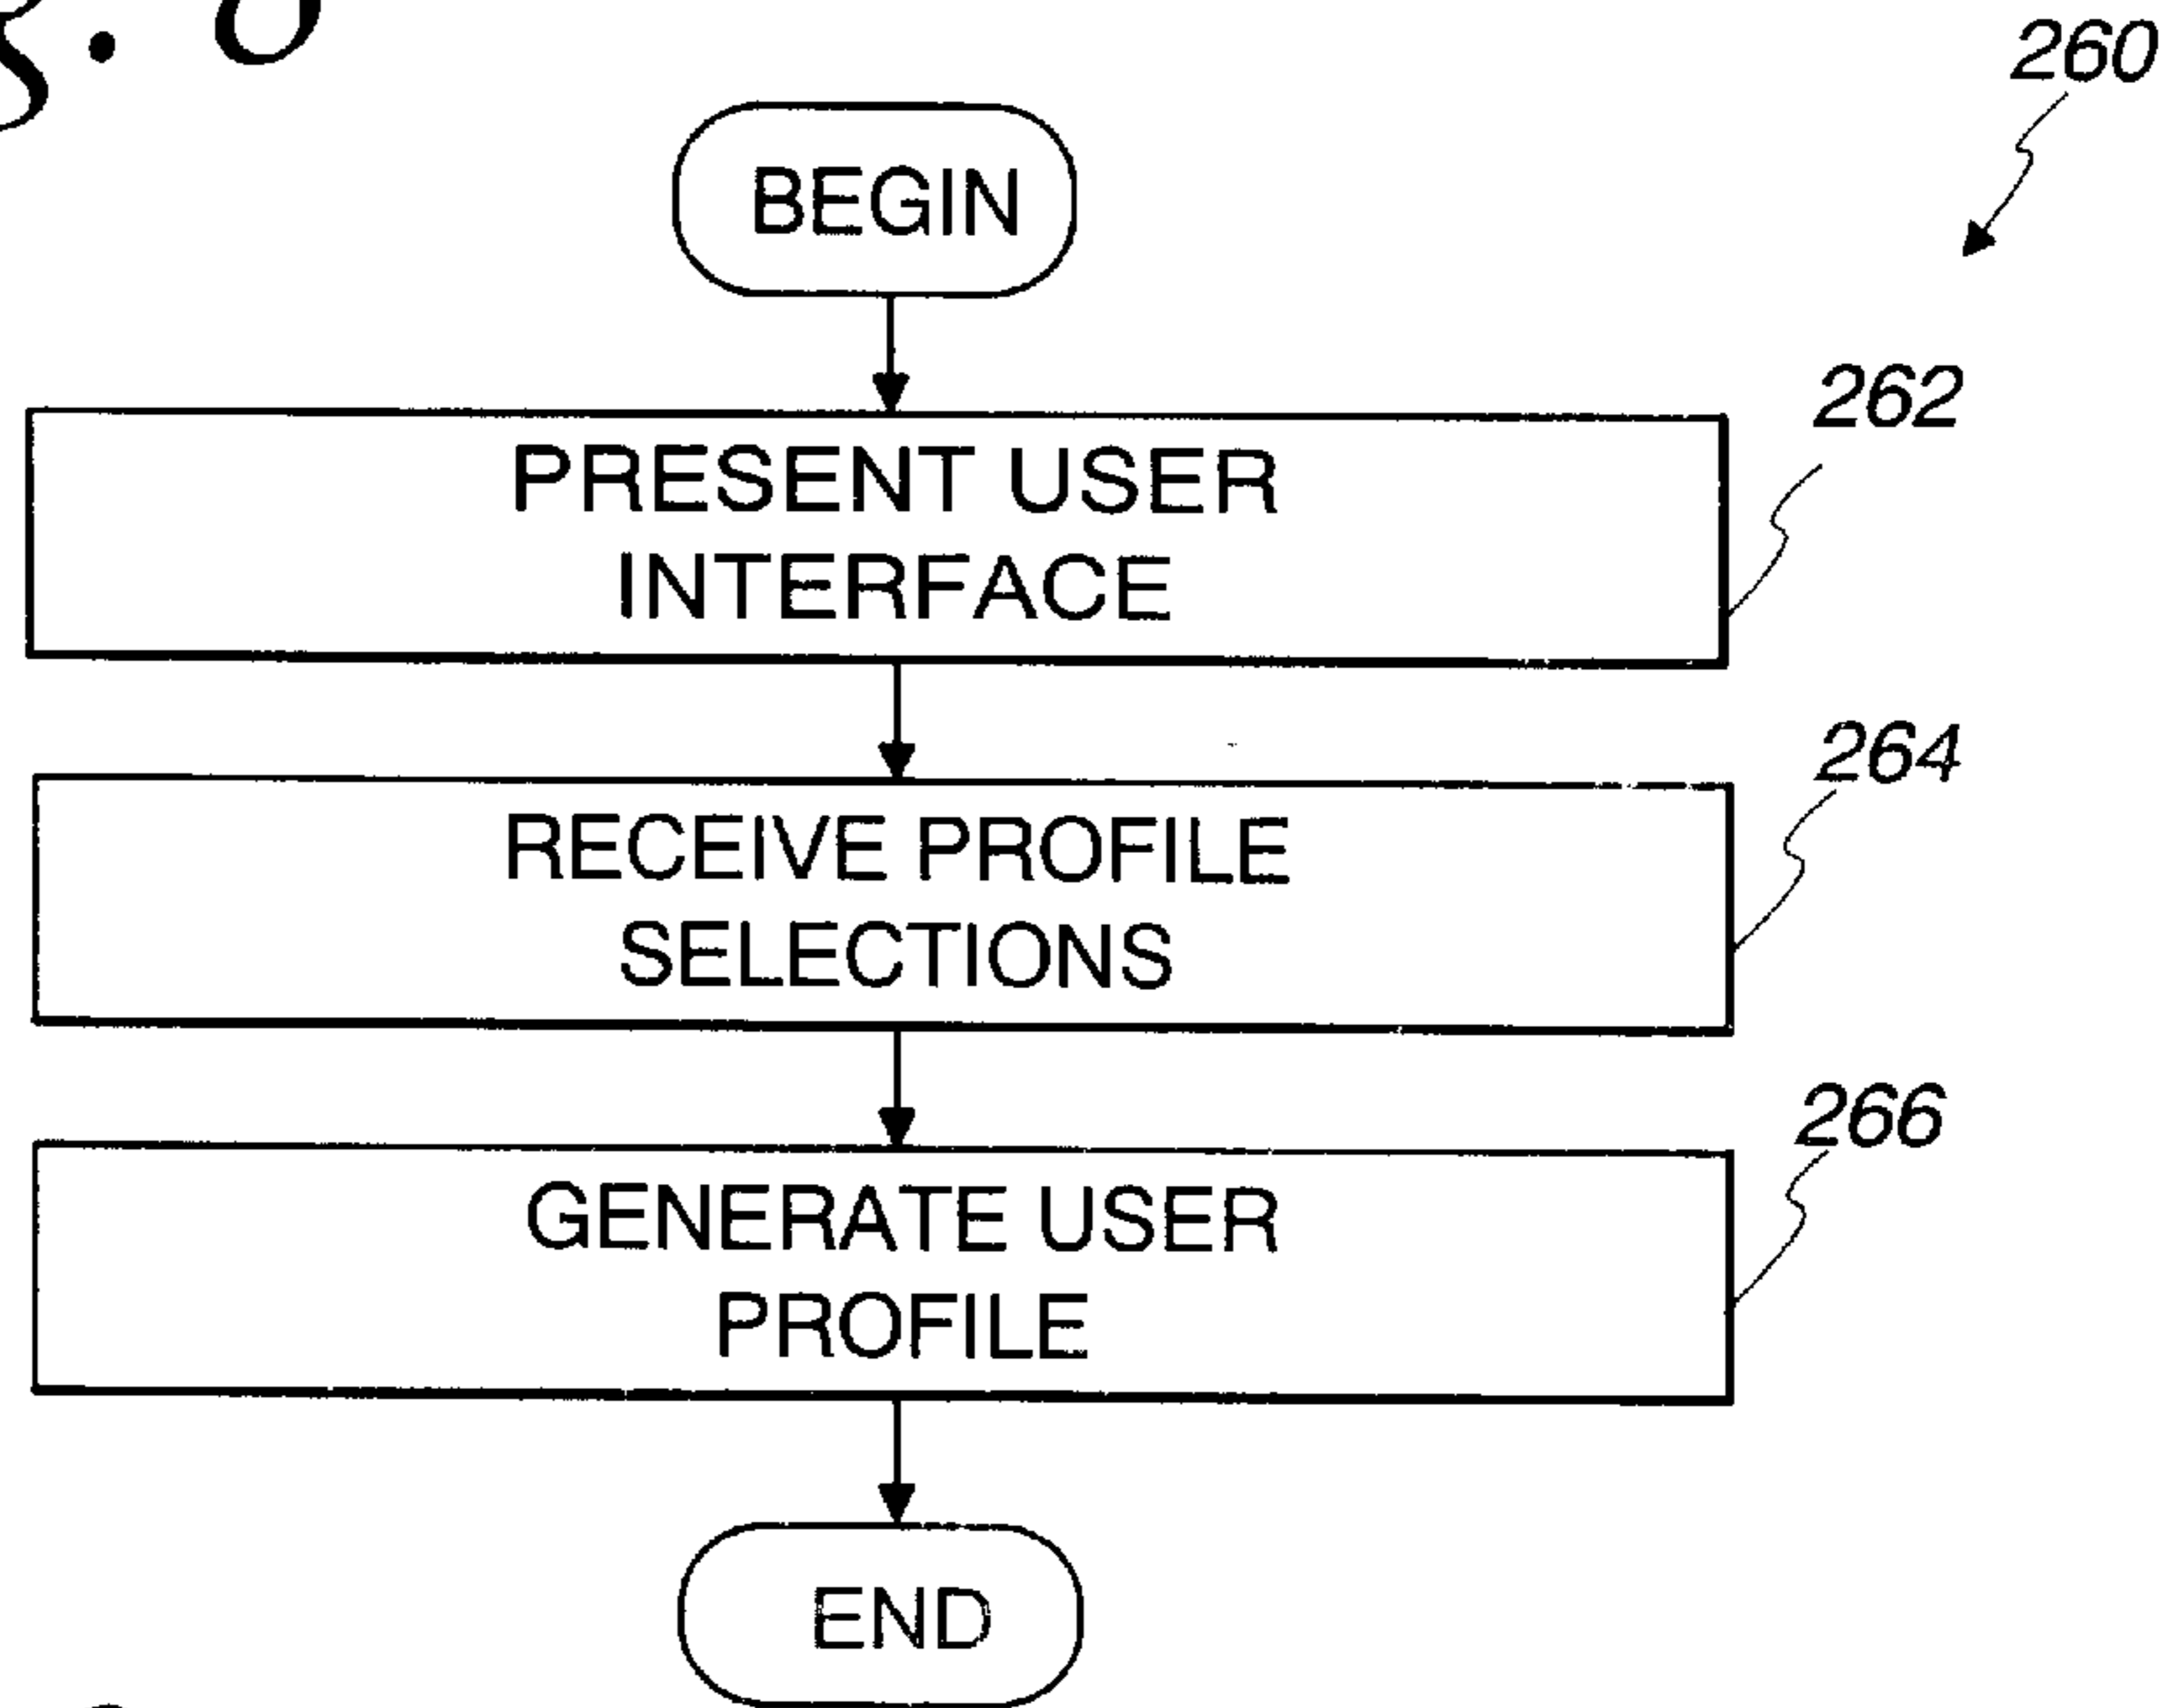 260
BEGIN
262
PRESENT USER
INTERFACE
264
RECEIVE PROFILE
SELECTIONS
266
GENERATE USER
PROFILE
END